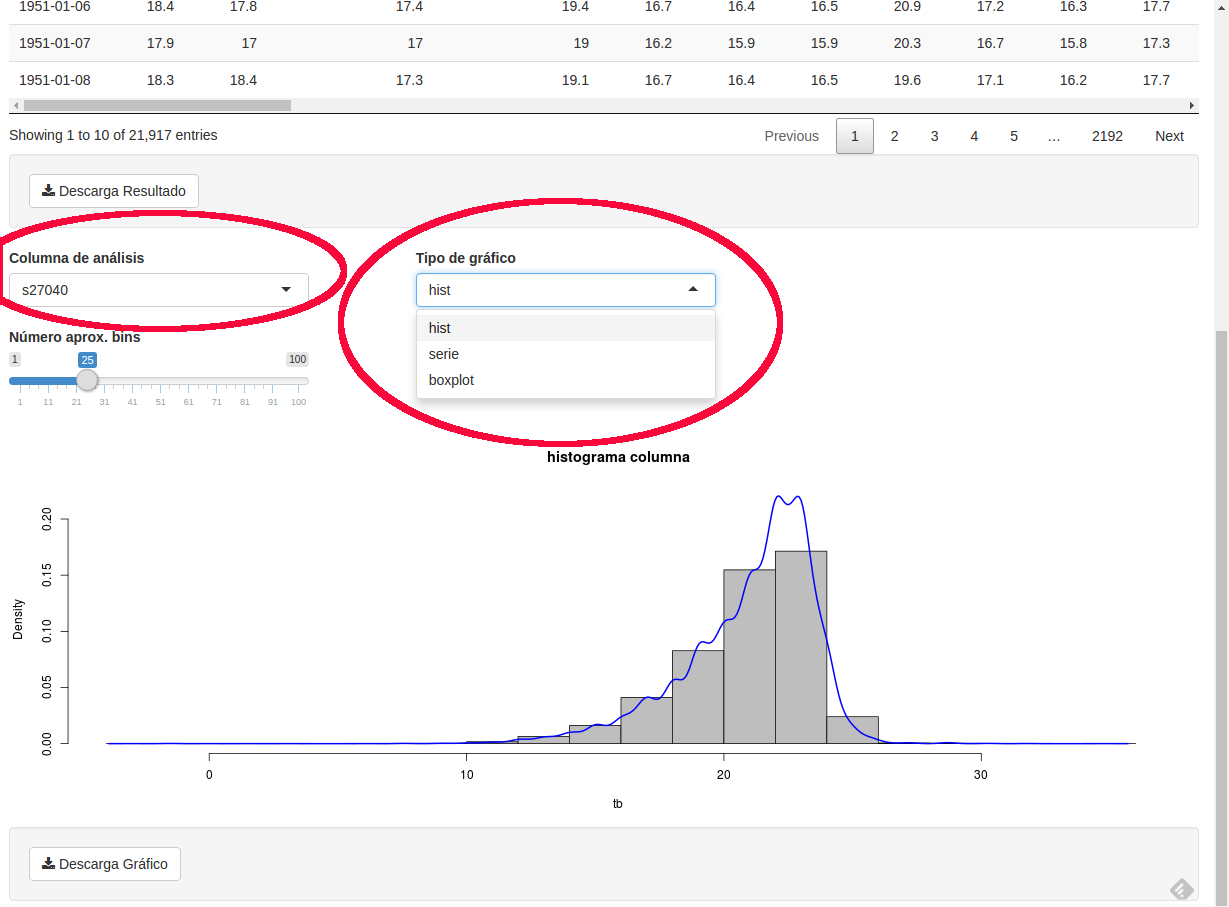 1951-01-06 18.4 17.8 17.4 19.4 16.7 16.4 16.5 20.9 17.2 16.3 17.7
1951-01-07 17.9 17 17 19 16.2 15.9 15.9 20.3 16.7 15.8 17.3
1951-01-08 18.3 18.4 17.3 19.1 16.7 16.4 16.5 19.6 17.1 16.2 17.7
Showing 1 to 10 of 21,917 entries
Previous 1 2 3 4 5 … 2192 Next
Descarga Resultado
Columna de análisis
s27040
Número aprox. bins
1 25 100
1 11 21 31 41 51 61 71 81 91 100
Tipo de gráfico
hist
hist
serie
boxplot
histograma columna
Density
0.20
0.15
0.10
0.05
0.00
0 10 20 30
tb
Descarga Gráfico